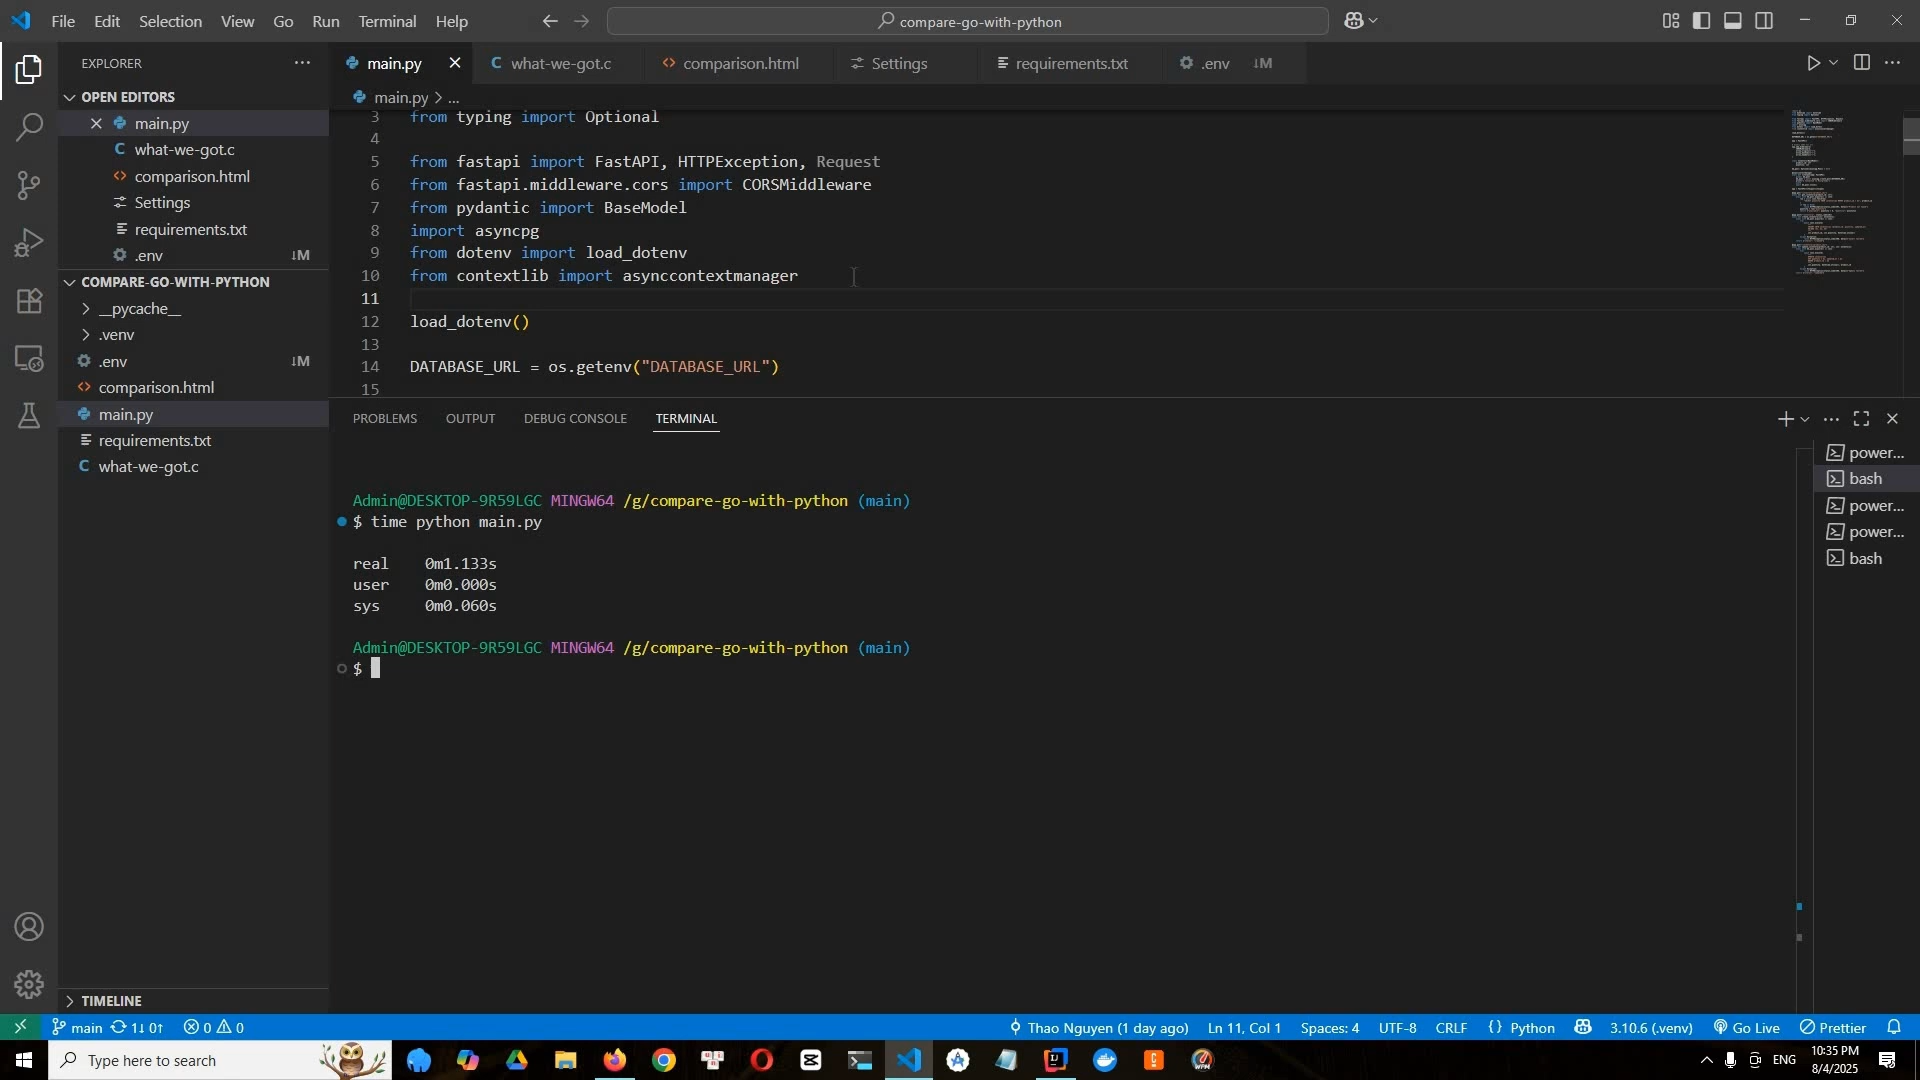 File Edit Selection View Go Run Terminal Help
compare-go-with-python
EXPLORER
OPEN EDITORS
main.py
what-we-got.c
comparison.html
Settings
requirements.txt
.env ↓M
COMPARE-GO-WITH-PYTHON
__pycache__
.venv
.env ↓M
comparison.html
main.py
requirements.txt
what-we-got.c
TIMELINE
main.py what-we-got.c comparison.html Settings requirements.txt .env ↓M
main.py > ...
3 from typing import Optional
4
5 from fastapi import FastAPI, HTTPException, Request
6 from fastapi.middleware.cors import CORSMiddleware
7 from pydantic import BaseModel
8 import asyncpg
9 from dotenv import load_dotenv
10 from contextlib import asynccontextmanager
11
12 load_dotenv()
13
14 DATABASE_URL = os.getenv("DATABASE_URL")
15
PROBLEMS OUTPUT DEBUG CONSOLE TERMINAL
Admin@DESKTOP-9R59LGC MINGW64 /g/compare-go-with-python (main)
$ time python main.py
real 0m1.133s
user 0m0.000s
sys 0m0.060s
Admin@DESKTOP-9R59LGC MINGW64 /g/compare-go-with-python (main)
$
power...
bash
power...
power...
bash
main 1↓ 0↑ 0 0 Thao Nguyen (1 day ago) Ln 11, Col 1 Spaces: 4 UTF-8 CRLF {} Python 3.10.6 (.venv) Go Live Prettier
Type here to search
ENG
10:35 PM
8/4/2025